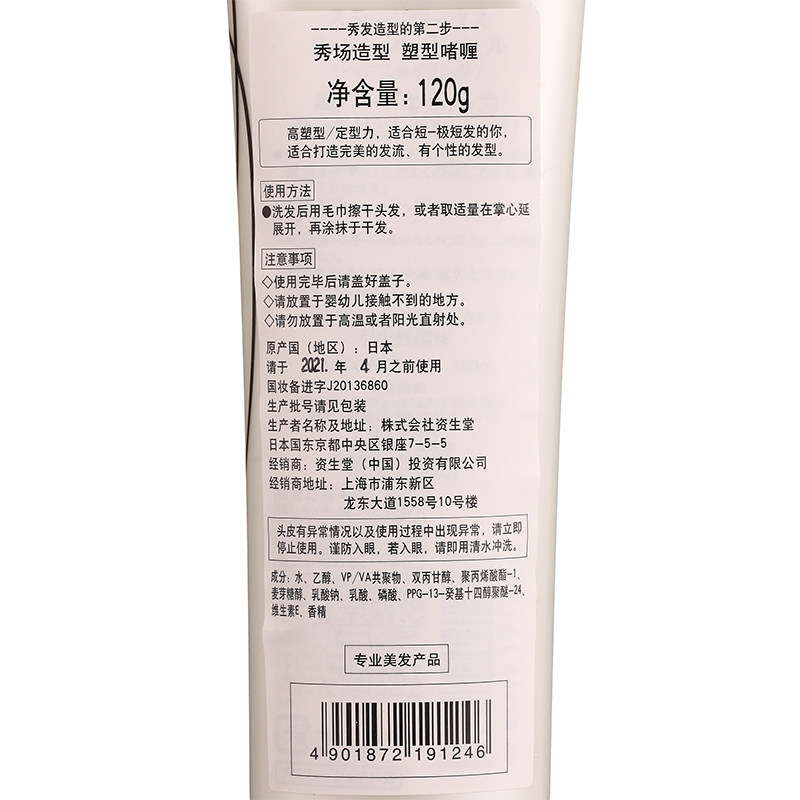 ----秀发造型的第二步---
秀场造型 塑型啫喱
净含量：120g
高塑型/定型力，适合短-极短发的你，
适合打造完美的发流、有个性的发型。
使用方法
●洗发后用毛巾擦干头发，或者取适量在掌心延
展开，再涂抹于干发。
注意事项
◇使用完毕后请盖好盖子。
◇请放置于婴幼儿接触不到的地方。
◇请勿放置于高温或者阳光直射处。
原产国（地区）：日本
请于 2021. 年 4 月之前使用
国妆备进字J20136860
生产批号请见包装
生产者名称及地址：株式会社资生堂
日本国东京都中央区银座7-5-5
经销商：资生堂（中国）投资有限公司
经销商地址：上海市浦东新区
龙东大道1558号10号楼
头皮有异常情况以及使用过程中出现异常，请立即
停止使用。谨防入眼，若入眼，请即用清水冲洗。
成分：水、乙醇、VP/VA共聚物、双丙甘醇、聚丙烯酸酯-1、
麦芽糖醇、乳酸钠、乳酸、磷酸、PPG-13-癸基十四醇聚醚-24、
维生素E、香精
专业美发产品
4 901872 191246